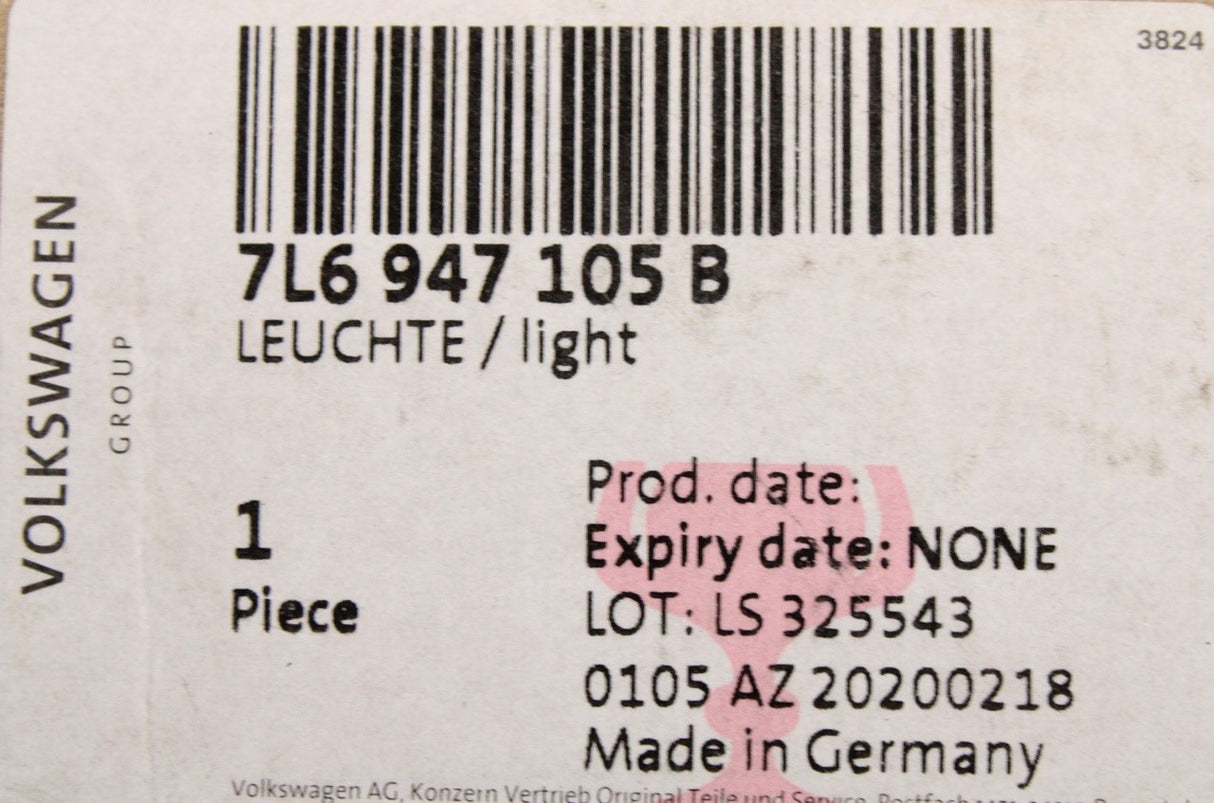 3824
VOLKSWAGEN
GROUP
7L6 947 105 B
LEUCHTE / light
1
Piece
Prod. date:
Expiry date: NONE
LOT: LS 325543
0105 AZ 20200218
Made in Germany
Volkswagen AG, Konzern Vertrieb Original Teile und Service, Postfach